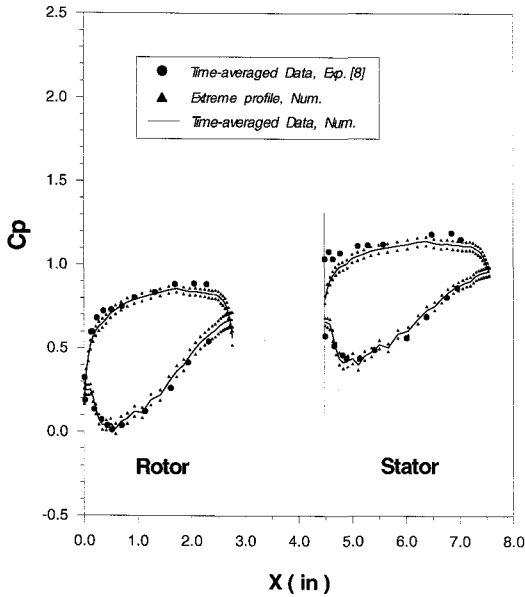 2.5
Time-averaged Data, Exp. [8]
Extreme profile, Num.
Time-averaged Data, Num.
2.0
1.5
Cp
1.0
0.5
0.0
Rotor Stator
-0.5
0.0 1.0 2.0 3.0 4.0 5.0 6.0 7.0 8.0
X ( in )